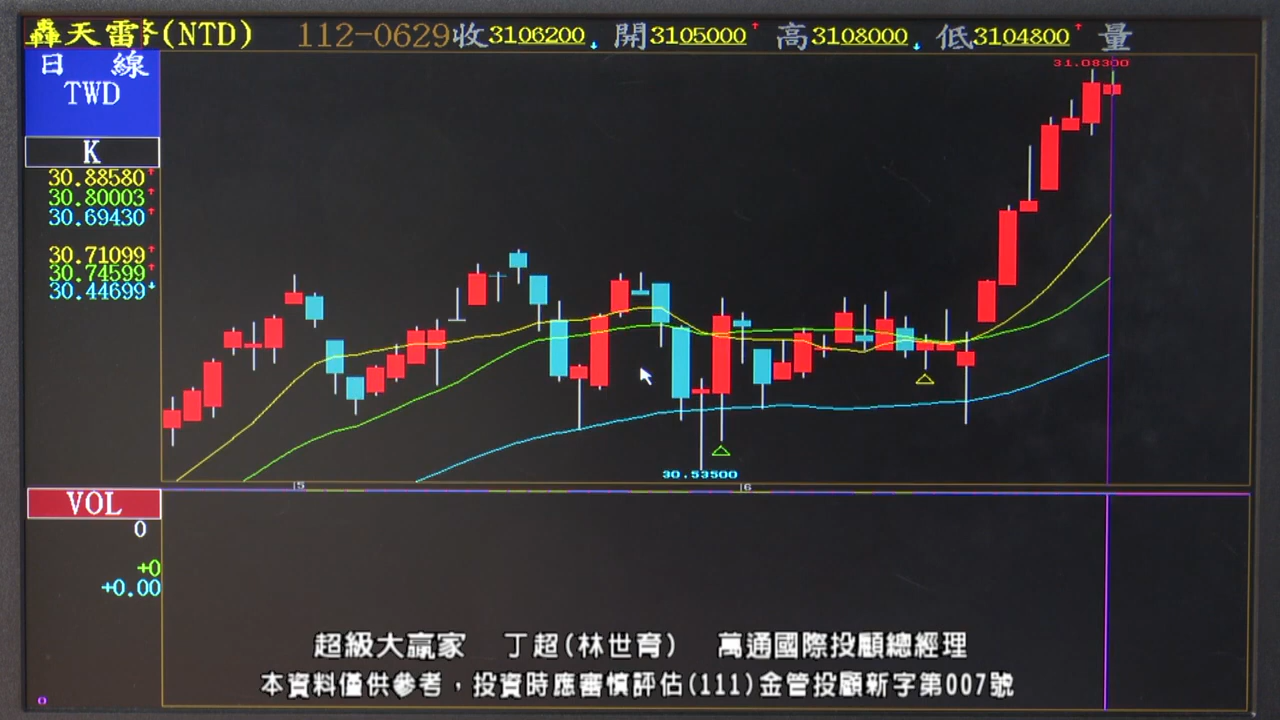 轟天雷 (NTD) 112-0629 收3106200 開3105000 高3108000 低3104800 量
日 線
TWD
K
30.88580
30.80003
30.69430
30.71099
30.74599
30.44699
31.08300
30.53500
5
6
VOL
0
+0
+0.00
0
超級大贏家 丁超(林世育) 萬通國際投顧總經理
本資料僅供參考，投資時應審慎評估(111)金管投顧新字第007號